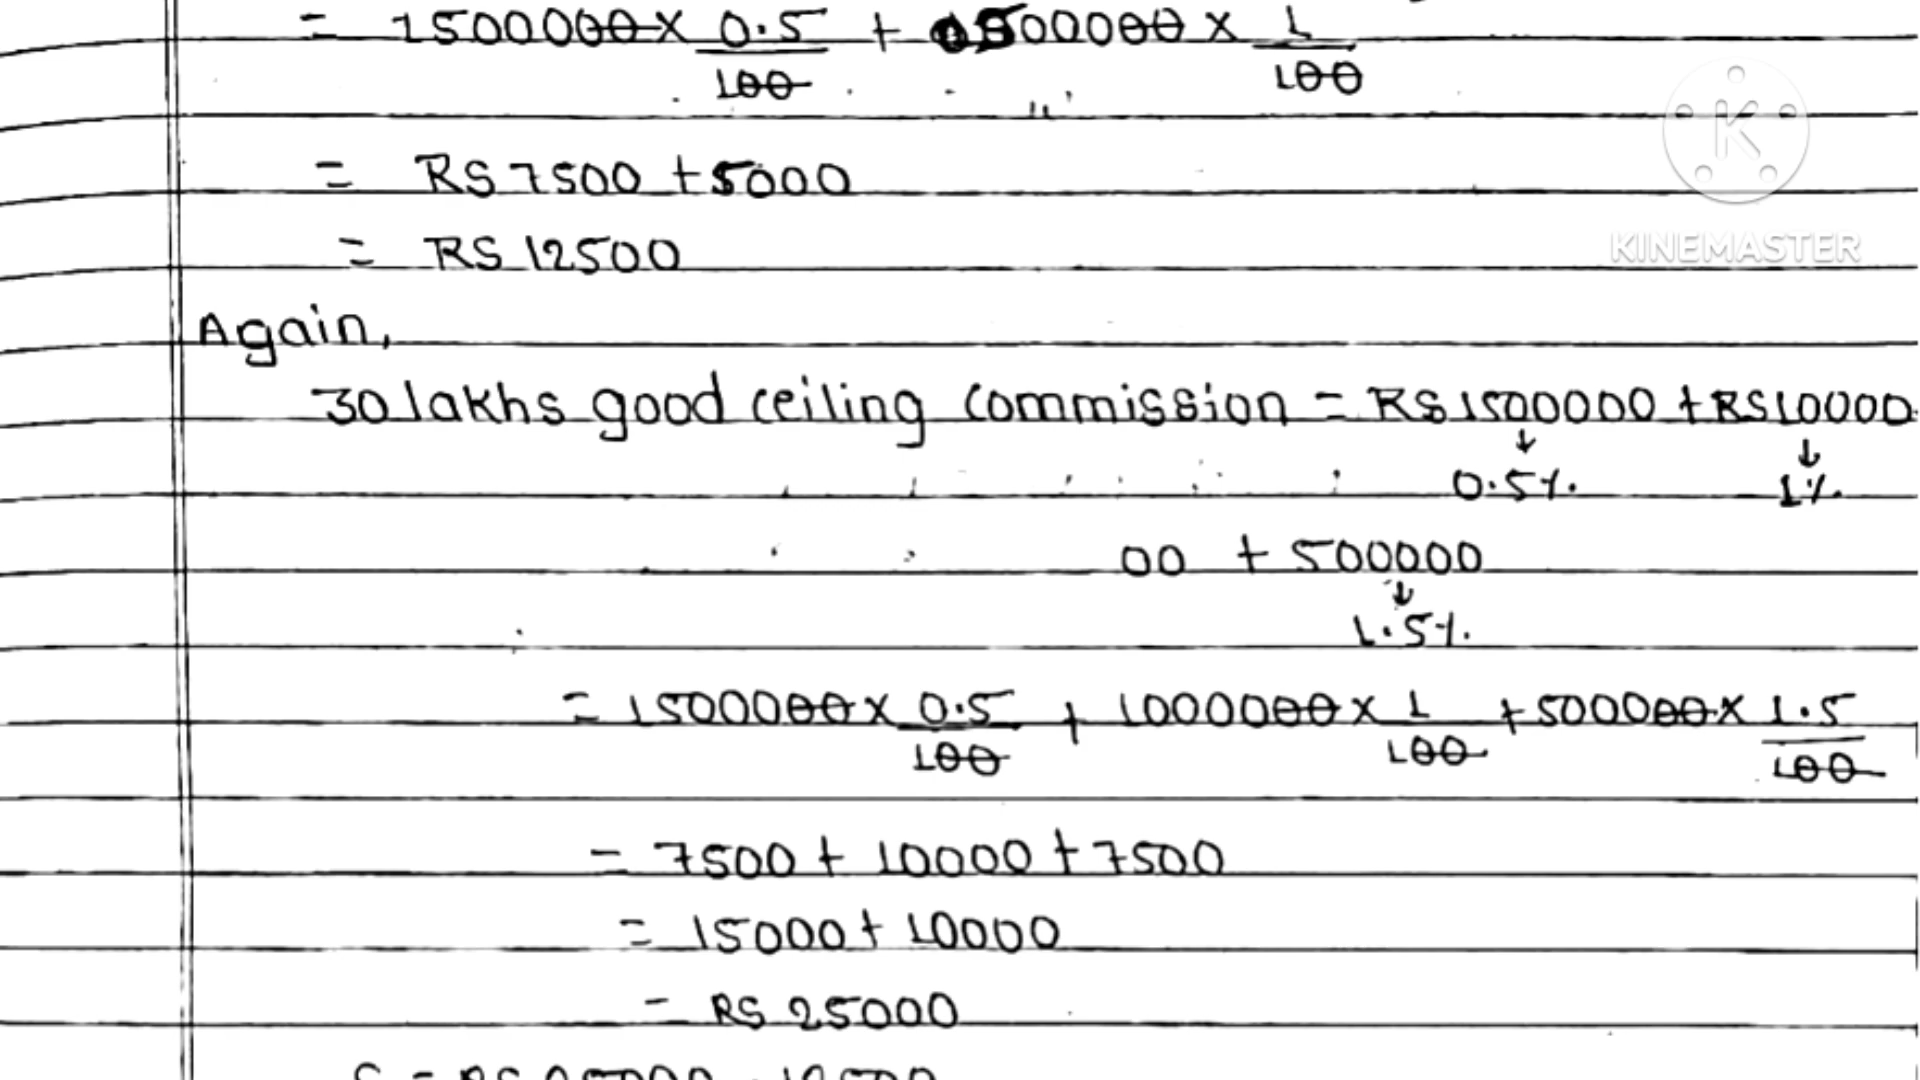 = 1500000 × 0.5/100 + 500000 × 1/100
= RS 7500 + 5000
= RS 12500
KINEMASTER
Again,
30 lakhs good ceiling commission = RS 1500000 + RS 10000
↓ ↓
0.5%. 1%.
00 + 500000
↓
1.5%.
= 1500000 × 0.5/100 + 1000000 × 1/100 + 500000 × 1.5/100
= 7500 + 10000 + 7500
= 15000 + 10000
= RS 25000